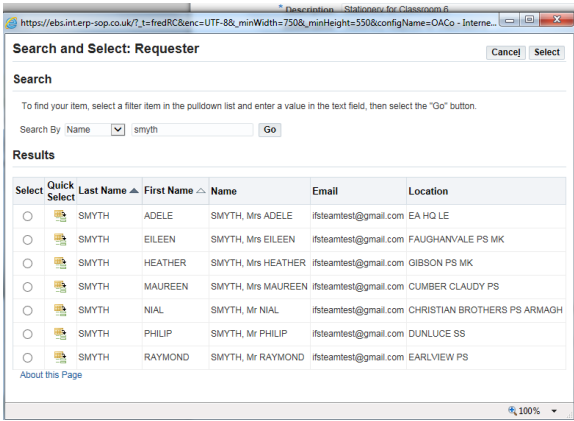 * Description Stationery for Classroom 6
https://ebs.int.erp-sop.co.uk/?_t=fredRC&enc=UTF-8&_minWidth=750&_minHeight=550&configName=OACo - Interne...
Search and Select: Requester
Cancel Select
Search
To find your item, select a filter item in the pulldown list and enter a value in the text field, then select the "Go" button.
Search By Name smyth Go
Results
Select Quick Select Last Name First Name Name Email Location
SMYTH ADELE SMYTH, Mrs ADELE ifsteamtest@gmail.com EA HQ LE
SMYTH EILEEN SMYTH, Mrs EILEEN ifsteamtest@gmail.com FAUGHANVALE PS MK
SMYTH HEATHER SMYTH, Mrs HEATHER ifsteamtest@gmail.com GIBSON PS MK
SMYTH MAUREEN SMYTH, Mrs MAUREEN ifsteamtest@gmail.com CUMBER CLAUDY PS
SMYTH NIAL SMYTH, Mr NIAL ifsteamtest@gmail.com CHRISTIAN BROTHERS PS ARMAGH
SMYTH PHILIP SMYTH, Mr PHILIP ifsteamtest@gmail.com DUNLUCE SS
SMYTH RAYMOND SMYTH, Mr RAYMOND ifsteamtest@gmail.com EARLVIEW PS
About this Page
100%